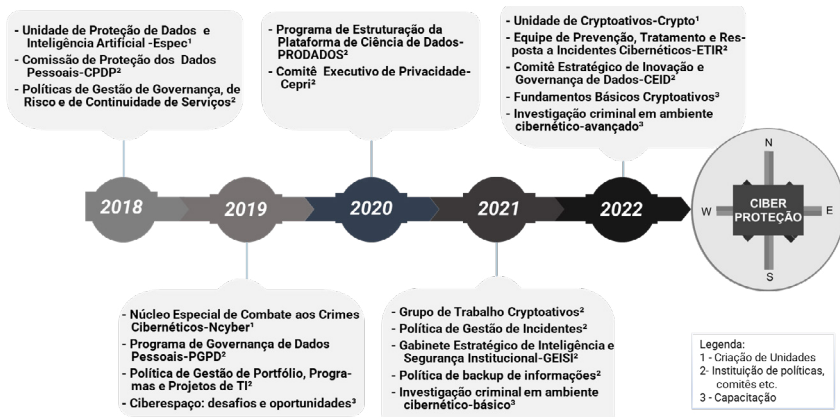 - Unidade de Proteção de Dados e
Inteligência Artificial -Espec¹
- Comissão de Proteção dos Dados
Pessoais-CPDP²
- Políticas de Gestão de Governança, de
Risco e de Continuidade de Serviços²
- Programa de Estruturação da
Plataforma de Ciência de Dados-
PRODADOS²
- Comitê Executivo de Privacidade-
Cepri²
- Unidade de Cryptoativos-Crypto¹
- Equipe de Prevenção, Tratamento e Res-
posta a Incidentes Cibernéticos-ETIR²
- Comitê Estratégico de Inovação e
Governança de Dados-CEID²
- Fundamentos Básicos Cryptoativos³
- Investigação criminal em ambiente
cibernético-avançado³
2018
2019
2020
2021
2022
N
W
CIBER
PROTEÇÃO
E
S
- Núcleo Especial de Combate aos Crimes
Cibernéticos-Ncyber¹
- Programa de Governança de Dados
Pessoais-PGPD²
- Política de Gestão de Portfólio, Progra-
mas e Projetos de TI²
- Ciberespaço: desafios e oportunidades³
- Grupo de Trabalho Cryptoativos²
- Política de Gestão de Incidentes²
- Gabinete Estratégico de Inteligência e
Segurança Institucional-GEISI²
- Política de backup de informações²
- Investigação criminal em ambiente
cibernético-básico³
Legenda:
1 - Criação de Unidades
2- Instituição de políticas,
comitês etc.
3 - Capacitação